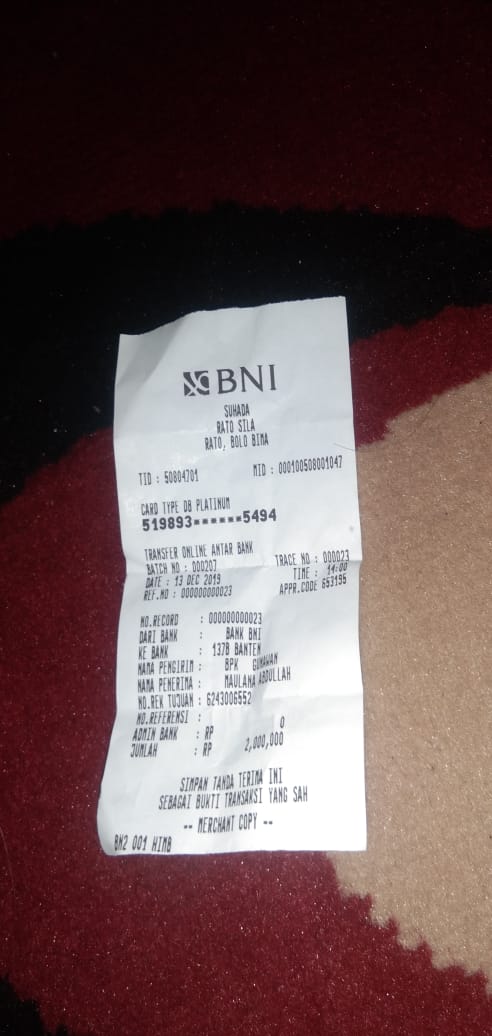 BNI
SUHADA
RATO SILA
RATO, BOLO BIMA
TID : 50804701 MID : 000100508001047
CARD TYPE DB PLATINUM
519893******5494
TRANSFER ONLINE ANTAR BANK
BATCH NO : 000207 TRACE NO : 000023
DATE : 13 DEC 2019 TIME : 14:00
REF.NO : 000000000023 APPR.CODE 653195
NO.RECORD : 000000000023
DARI BANK : BANK BNI
KE BANK : 137B BANTEN
NAMA PENGIRIM : BPK GUNAWAN
NAMA PENERIMA : MAULANA ABDULLAH
NO.REK TUJUAN : 6243006552
NO.REFERENSI :
ADMIN BANK : RP 0
JUMLAH : RP 2,000,000
SIMPAN TANDA TERIMA INI
SEBAGAI BUKTI TRANSAKSI YANG SAH
-- MERCHANT COPY --
BN2 001 HIMB